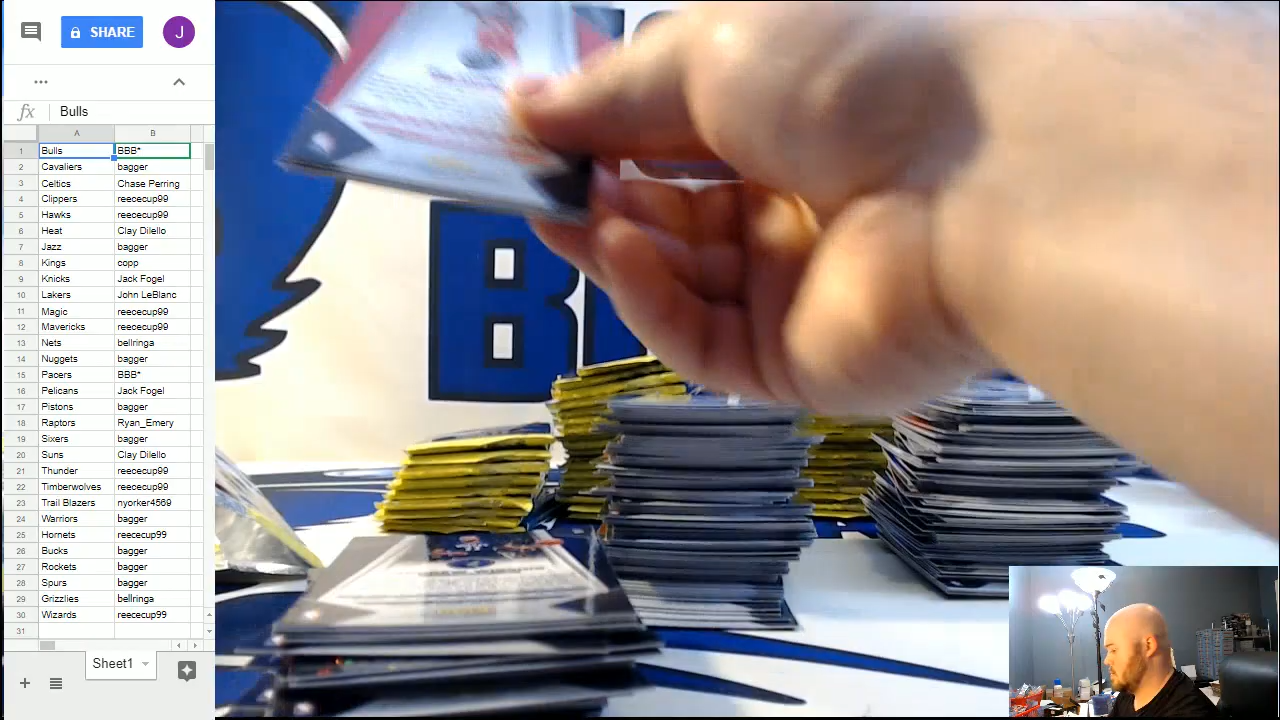 SHARE
J
...
fx Bulls
A B
1 Bulls BBB*
2 Cavaliers bagger
3 Celtics Chase Perring
4 Clippers reececup99
5 Hawks reececup99
6 Heat Clay Dilello
7 Jazz bagger
8 Kings copp
9 Knicks Jack Fogel
10 Lakers John LeBlanc
11 Magic reececup99
12 Mavericks reececup99
13 Nets bellringa
14 Nuggets bagger
15 Pacers BBB*
16 Pelicans Jack Fogel
17 Pistons bagger
18 Raptors Ryan_Emery
19 Sixers bagger
20 Suns Clay Dilello
21 Thunder reececup99
22 Timberwolves reececup99
23 Trail Blazers nyorker4569
24 Warriors bagger
25 Hornets reececup99
26 Bucks bagger
27 Rockets bagger
28 Spurs bagger
29 Grizzlies bellringa
30 Wizards reececup99
31
Sheet1
B